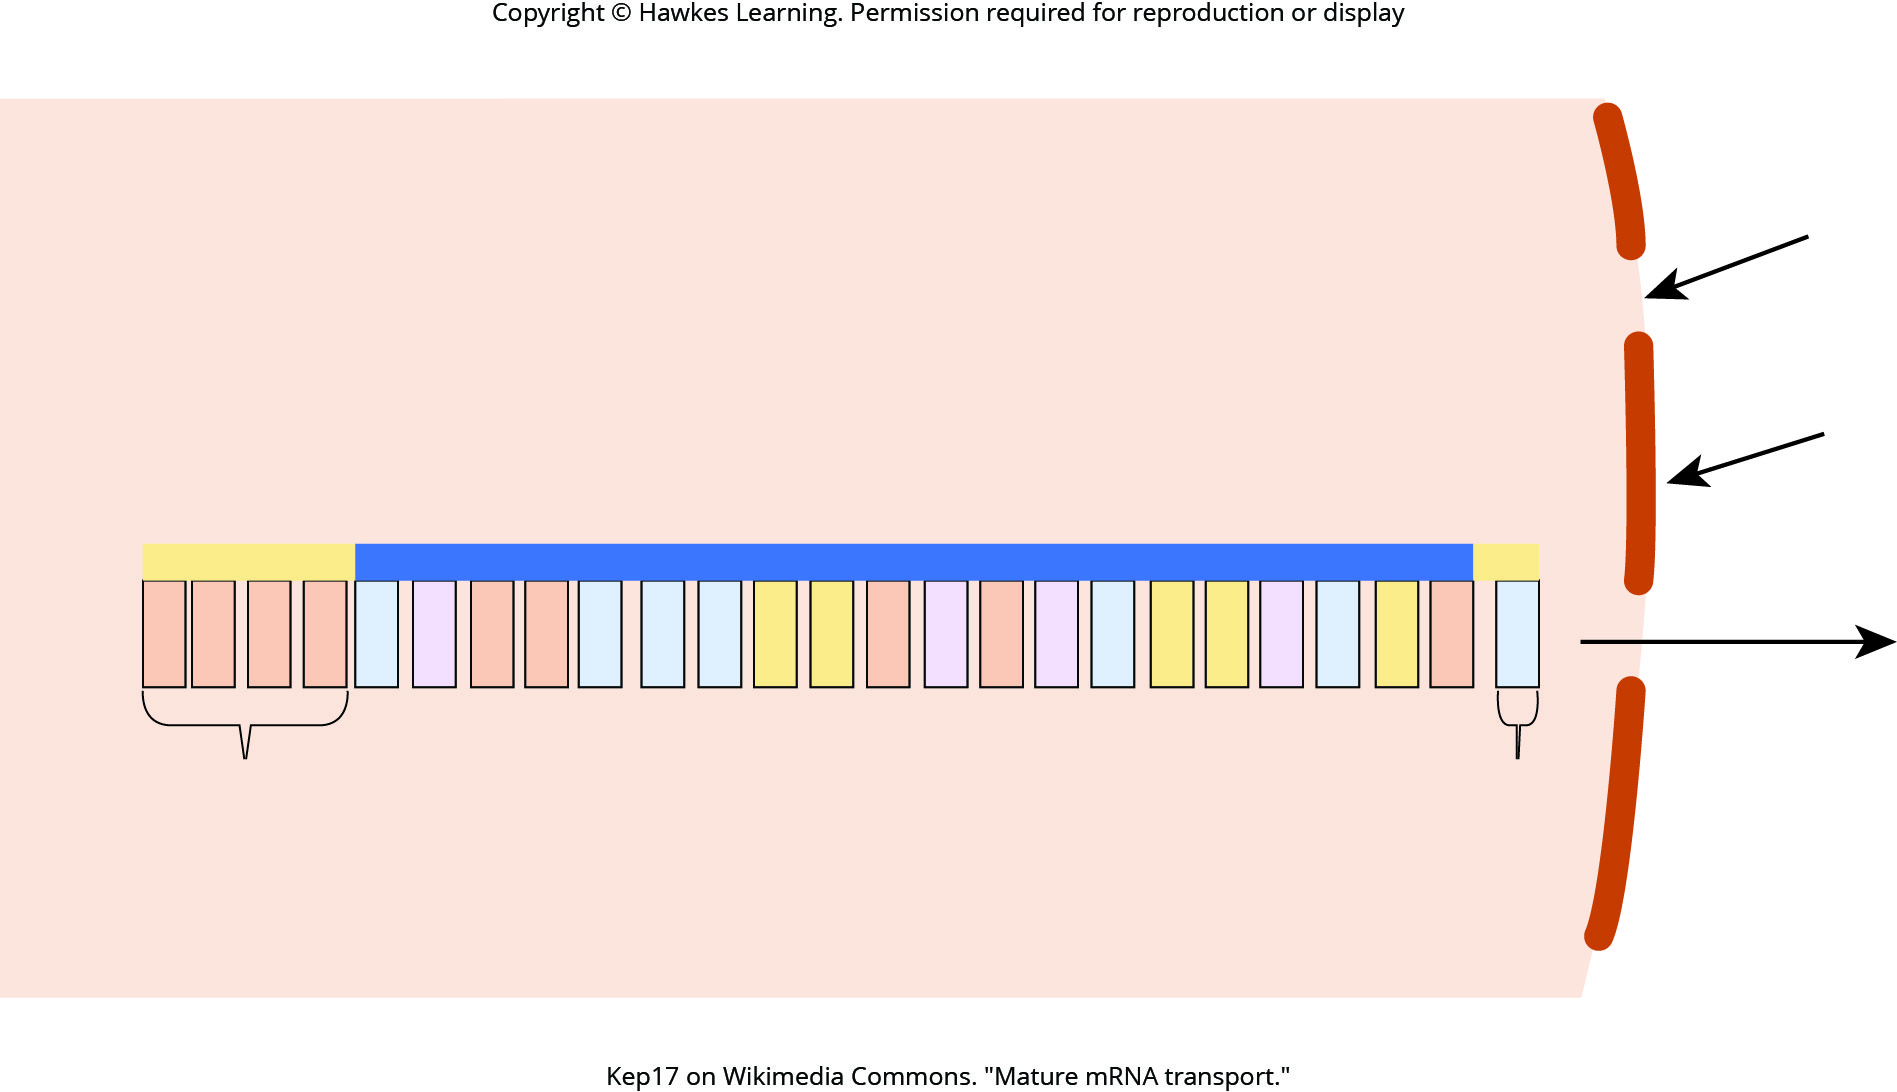 Copyright © Hawkes Learning. Permission required for reproduction or display
Kep17 on Wikimedia Commons. "Mature mRNA transport."